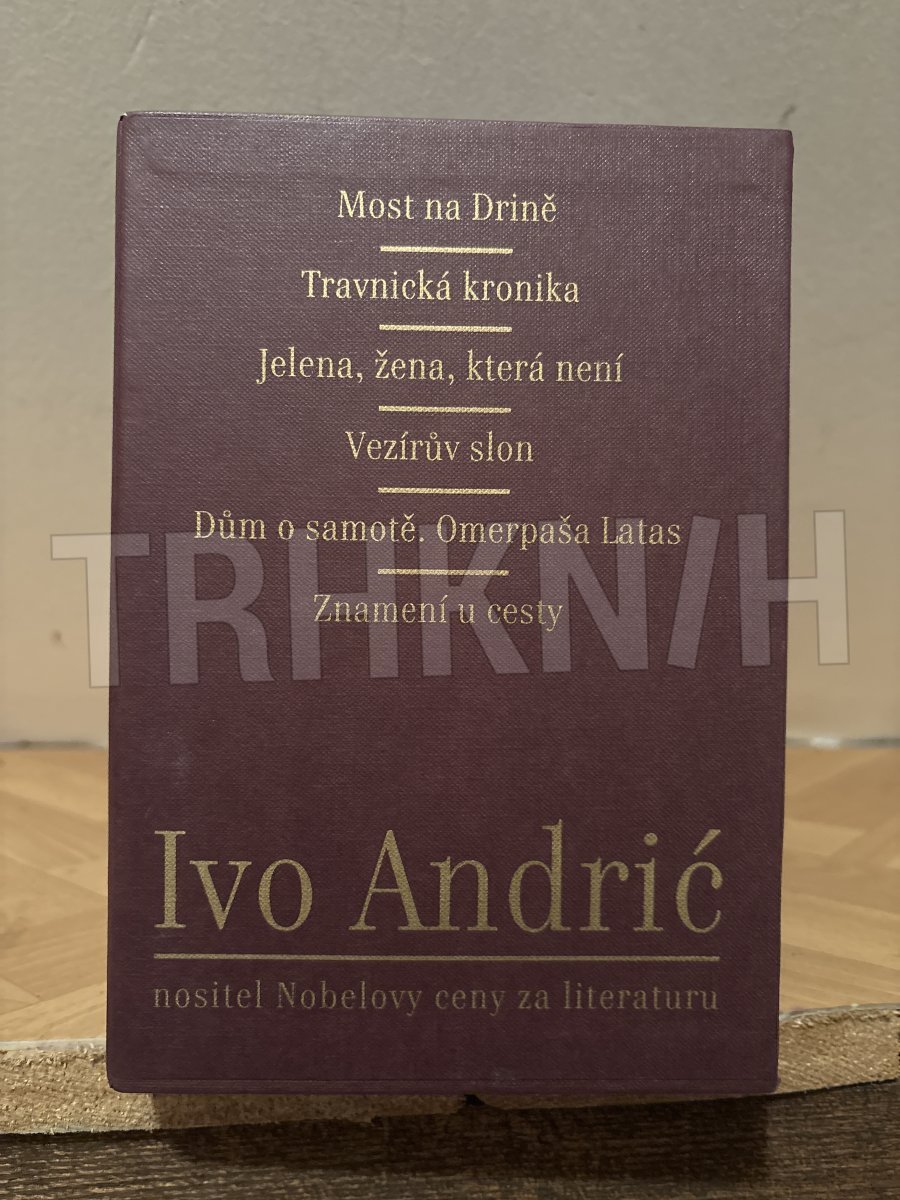 Most na Drině
Travnická kronika
Jelena, žena, která není
Vezírův slon
Dům o samotě. Omerpaša Latas
TRHKNIH
Znamení u cesty
Ivo Andrić
nositel Nobelovy ceny za literaturu